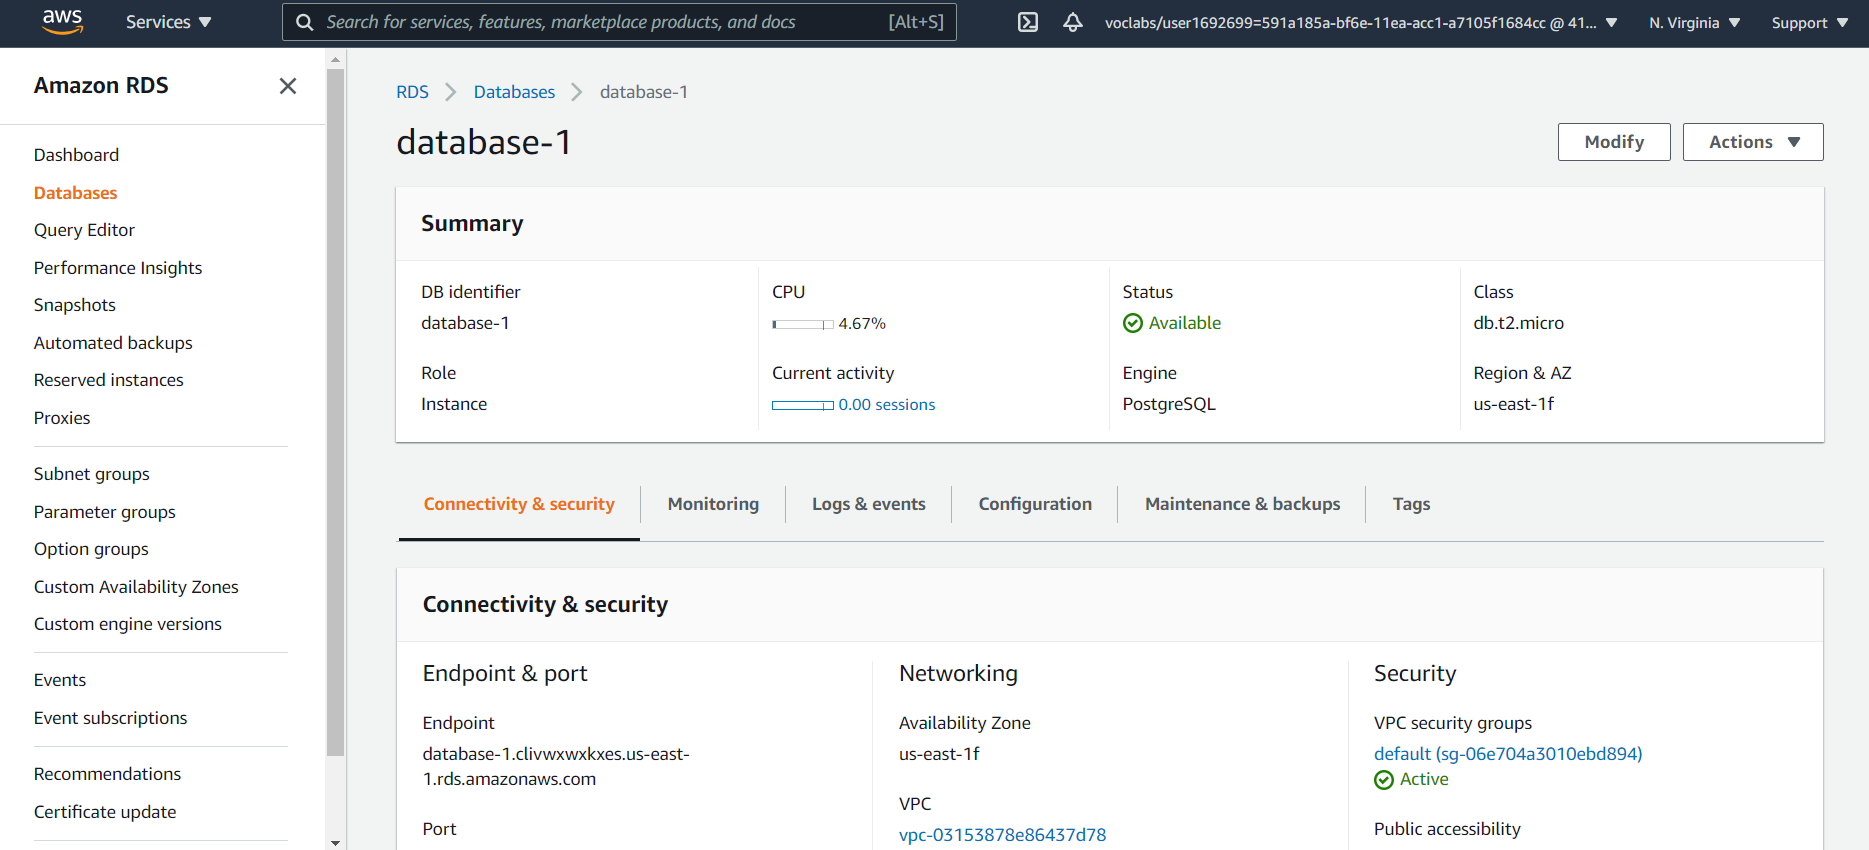 aws
Services
Search for services, features, marketplace products, and docs
[Alt+S]
voclabs/user1692699=591a185a-bf6e-11ea-acc1-a7105f1684cc @ 41...
N. Virginia
Support
Amazon RDS
Dashboard
Databases
Query Editor
Performance Insights
Snapshots
Automated backups
Reserved instances
Proxies
Subnet groups
Parameter groups
Option groups
Custom Availability Zones
Custom engine versions
Events
Event subscriptions
Recommendations
Certificate update
RDS
Databases
database-1
database-1
Modify
Actions
Summary
DB identifier
database-1
CPU
4.67%
Status
Available
Class
db.t2.micro
Role
Instance
Current activity
0.00 sessions
Engine
PostgreSQL
Region & AZ
us-east-1f
Connectivity & security
Monitoring
Logs & events
Configuration
Maintenance & backups
Tags
Connectivity & security
Endpoint & port
Endpoint
database-1.clivwxwxkxes.us-east-
1.rds.amazonaws.com
Port
Networking
Availability Zone
us-east-1f
VPC
vpc-03153878e86437d78
Security
VPC security groups
default (sg-06e704a3010ebd894)
Active
Public accessibility